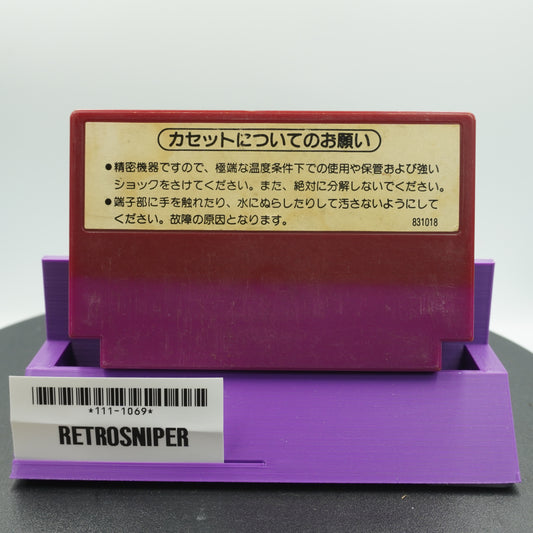 カセットについてのお願い
●精密機器ですので、極端な温度条件下での使用や保管および強い
ショックをさけてください。また、絶対に分解しないでください。
●端子部に手を触れたり、水にぬらしたりして汚さないようにして
ください。故障の原因となります。
831018
*111-1069*
RETROSNIPER